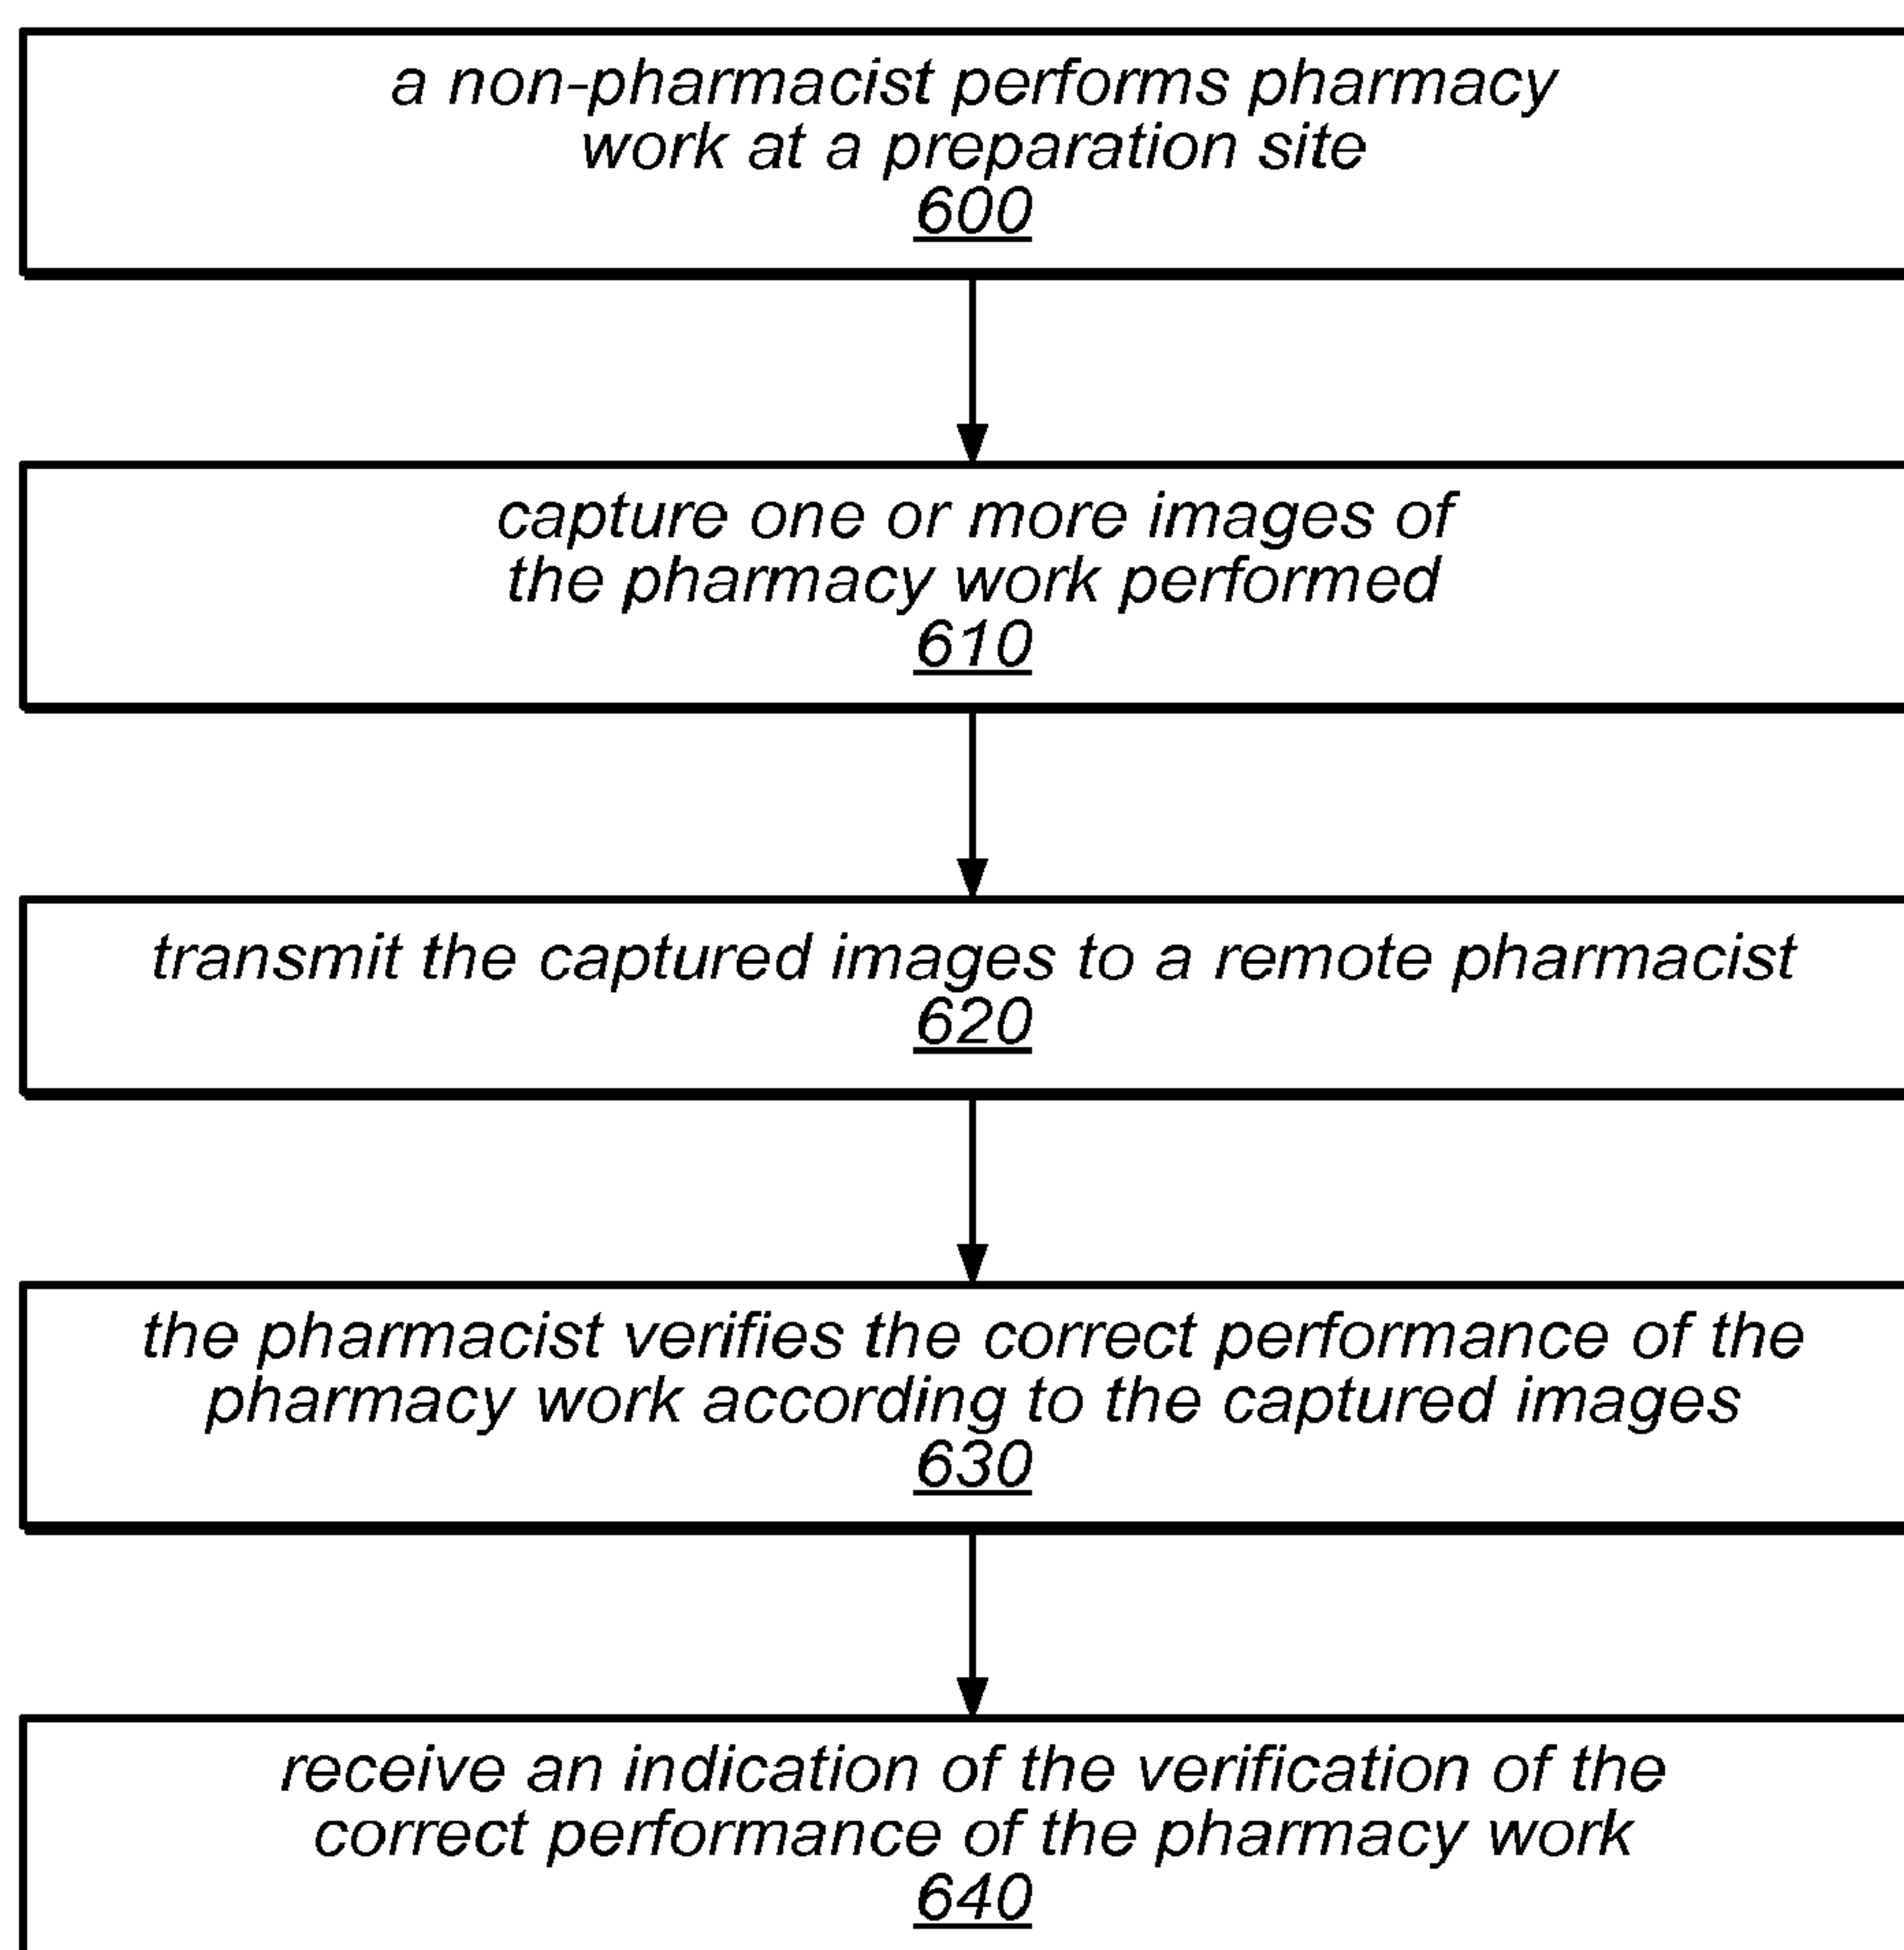 a non-pharmacist performs pharmacy
work at a preparation site
600
capture one or more images of
the pharmacy work performed
610
transmit the captured images to a remote pharmacist
620
the pharmacist verifies the correct performance of the
pharmacy work according to the captured images
630
receive an indication of the verification of the
correct performance of the pharmacy work
640